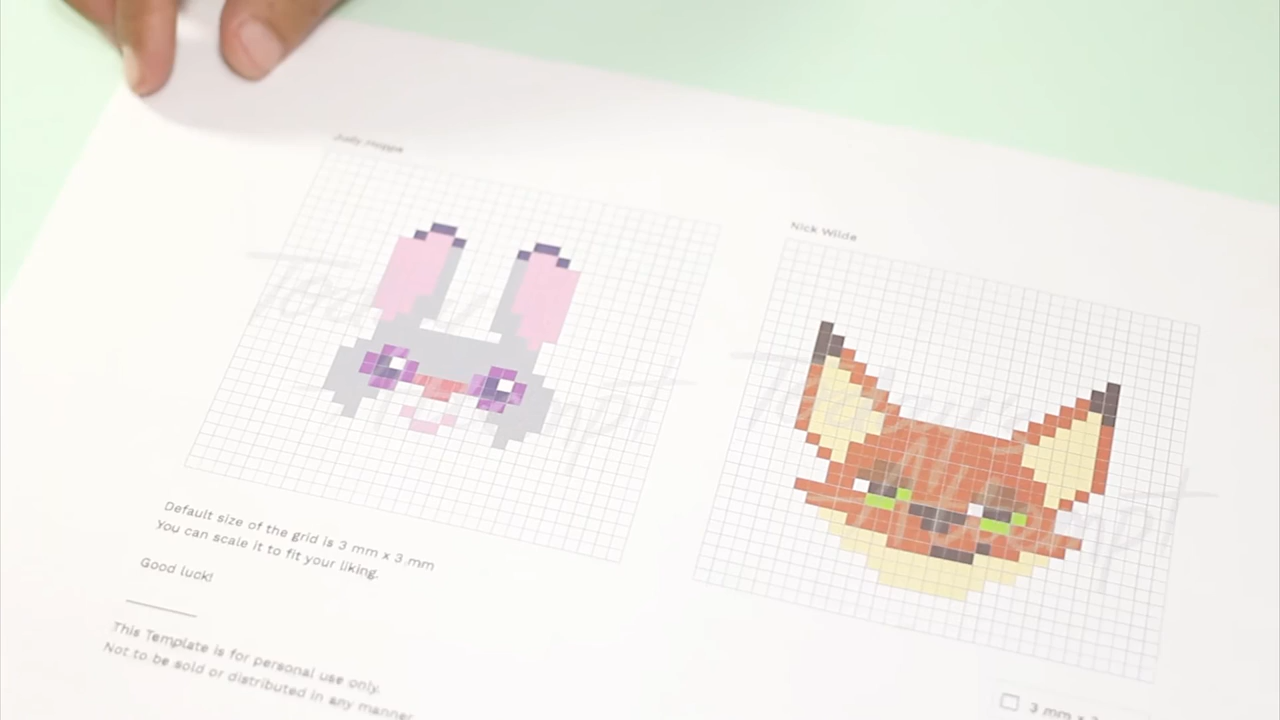 Judy Hopps
Nick Wilde
Default size of the grid is 3 mm x 3 mm
You can scale it to fit your liking.
Good luck!
This Template is for personal use only.
Not to be sold or distributed in any manner
3 mm x